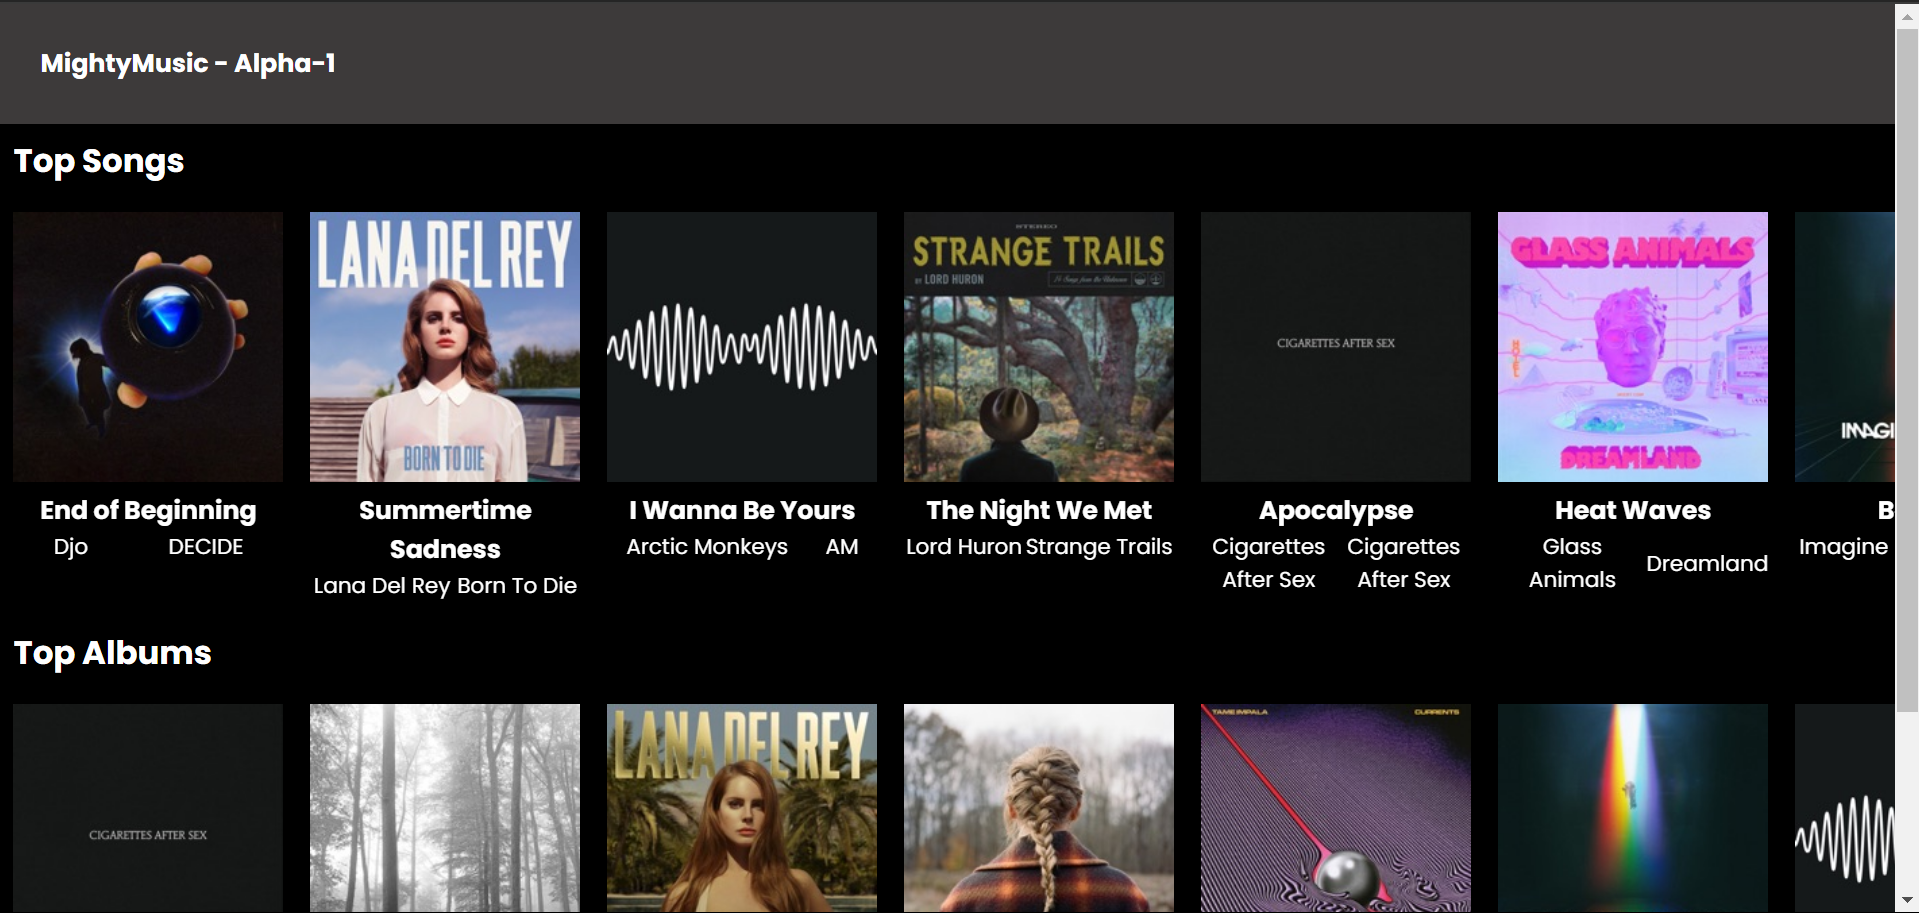 MightyMusic - Alpha-1
Top Songs
LANA DEL REY
BORN TO DIE
STEREO
STRANGE TRAILS
BY LORD HURON
CIGARETTES AFTER SEX
GLASS ANIMALS
HOTEL
DREAMLAND
IMAGI
End of Beginning
Djo DECIDE
Summertime
Sadness
Lana Del Rey Born To Die
I Wanna Be Yours
Arctic Monkeys AM
The Night We Met
Lord Huron Strange Trails
Apocalypse
Cigarettes Cigarettes
After Sex After Sex
Heat Waves
Glass
Animals
Dreamland
B
Imagine
Top Albums
CIGARETTES AFTER SEX
LANA DEL REY
TAME IMPALA CURRENTS